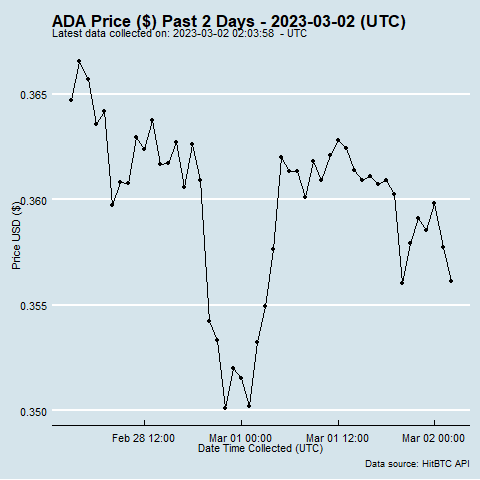 ADA Price ($) Past 2 Days - 2023-03-02 (UTC)
Latest data collected on: 2023-03-02 02:03:58 - UTC
0.365
0.360
0.355
0.350
Price USD ($)
Feb 28 12:00 Mar 01 00:00 Mar 01 12:00 Mar 02 00:00
Date Time Collected (UTC)
Data source: HitBTC API